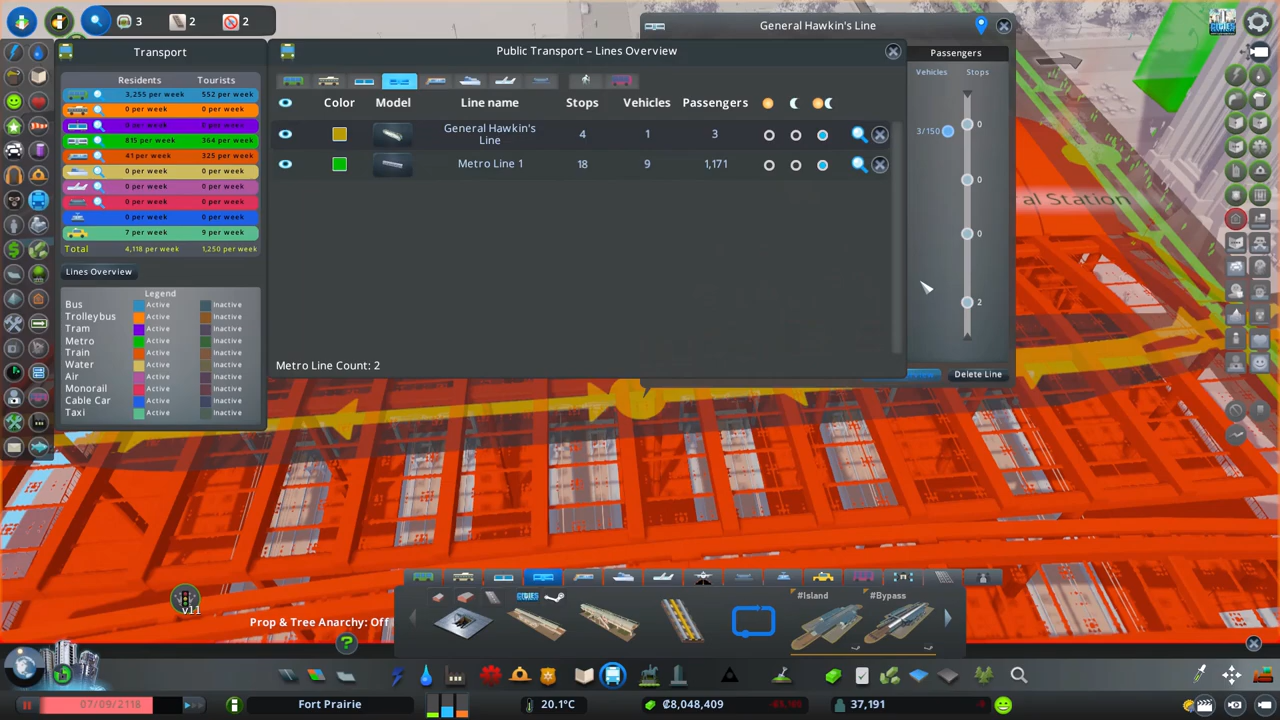 3
2
2
General Hawkin's Line
Transport
Public Transport – Lines Overview
Passengers
Residents Tourists
Vehicles Stops
3,255 per week 552 per week
0 per week 0 per week
0 per week 0 per week
815 per week 364 per week
41 per week 325 per week
0 per week 0 per week
0 per week 0 per week
0 per week 0 per week
0 per week 0 per week
7 per week 9 per week
Total 4,118 per week 1,250 per week
Lines Overview
Color Model Line name Stops Vehicles Passengers
General Hawkin's
Line
4 1 3
Metro Line 1 18 9 1,171
3/150
0
0
0
2
al Station
Legend
Bus Active Inactive
Trolleybus Active Inactive
Tram Active Inactive
Metro Active Inactive
Train Active Inactive
Water Active Inactive
Air Active Inactive
Monorail Active Inactive
Cable Car Active Inactive
Taxi Active Inactive
Metro Line Count: 2
Delete Line
v11
Prop & Tree Anarchy: Off
#Island
#Bypass
07/09/2118
Fort Prairie
20.1°C
₡8,048,409
37,191